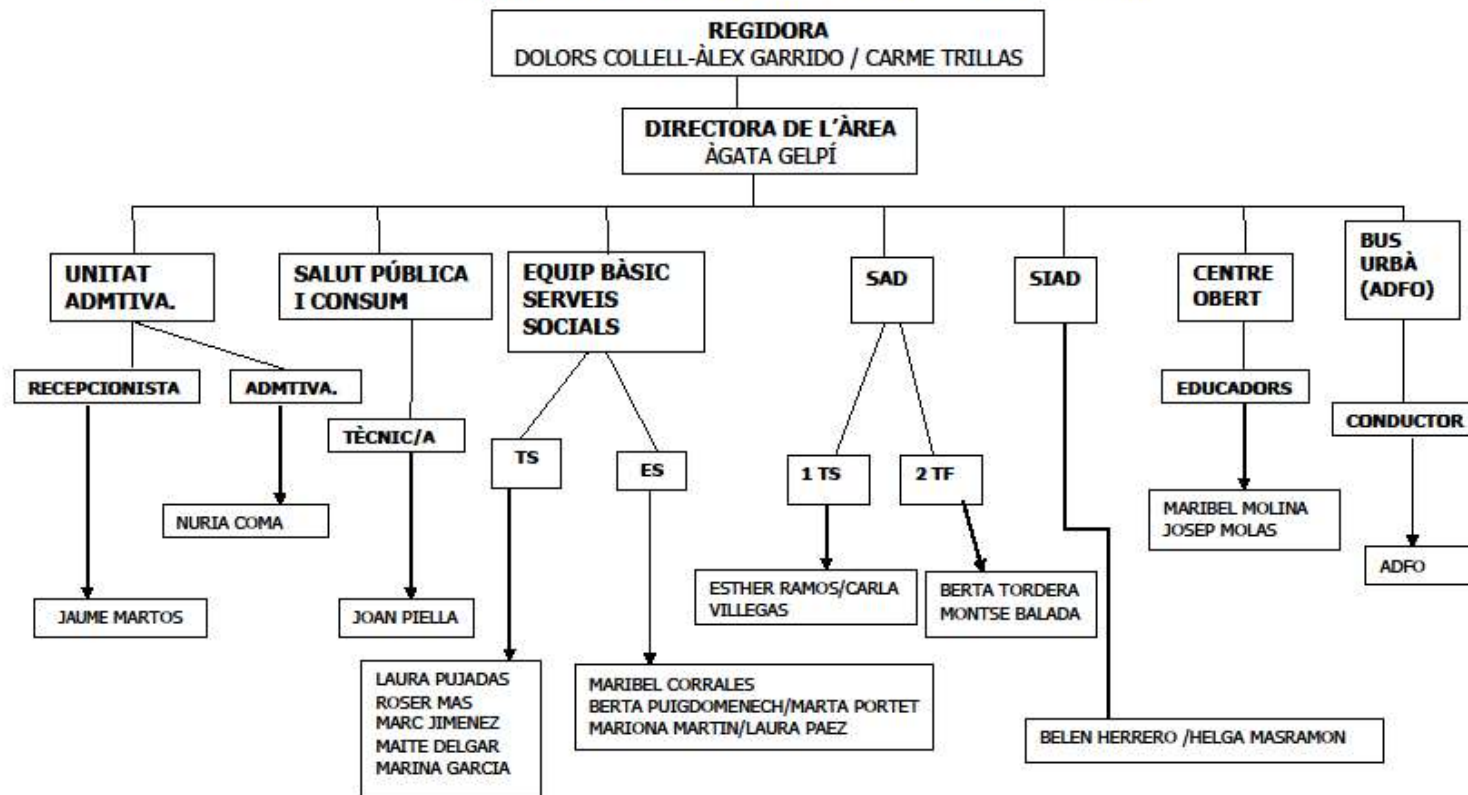 REGIDORA
DOLORS COLLELL-ÀLEX GARRIDO / CARME TRILLAS
DIRECTORA DE L’ÀREA
ÀGATA GELPÍ
UNITAT
ADMTIVA.
SALUT PÚBLICA
I CONSUM
EQUIP BÀSIC
SERVEIS
SOCIALS
SAD
SIAD
CENTRE
OBERT
BUS
URBÀ
(ADFO)
RECEPCIONISTA
ADMTIVA.
TÈCNIC/A
TS
ES
1 TS
2 TF
EDUCADORS
CONDUCTOR
NURIA COMA
JAUME MARTOS
JOAN PIELLA
LAURA PUJADAS
ROSER MAS
MARC JIMENEZ
MAITE DELGAR
MARINA GARCIA
MARIBEL CORRALES
BERTA PUIGDOMENECH/MARTA PORTET
MARIONA MARTIN/LAURA PAEZ
ESTHER RAMOS/CARLA
VILLEGAS
BERTA TORDERA
MONTSE BALADA
BELEN HERRERO /HELGA MASRAMON
MARIBEL MOLINA
JOSEP MOLAS
ADFO